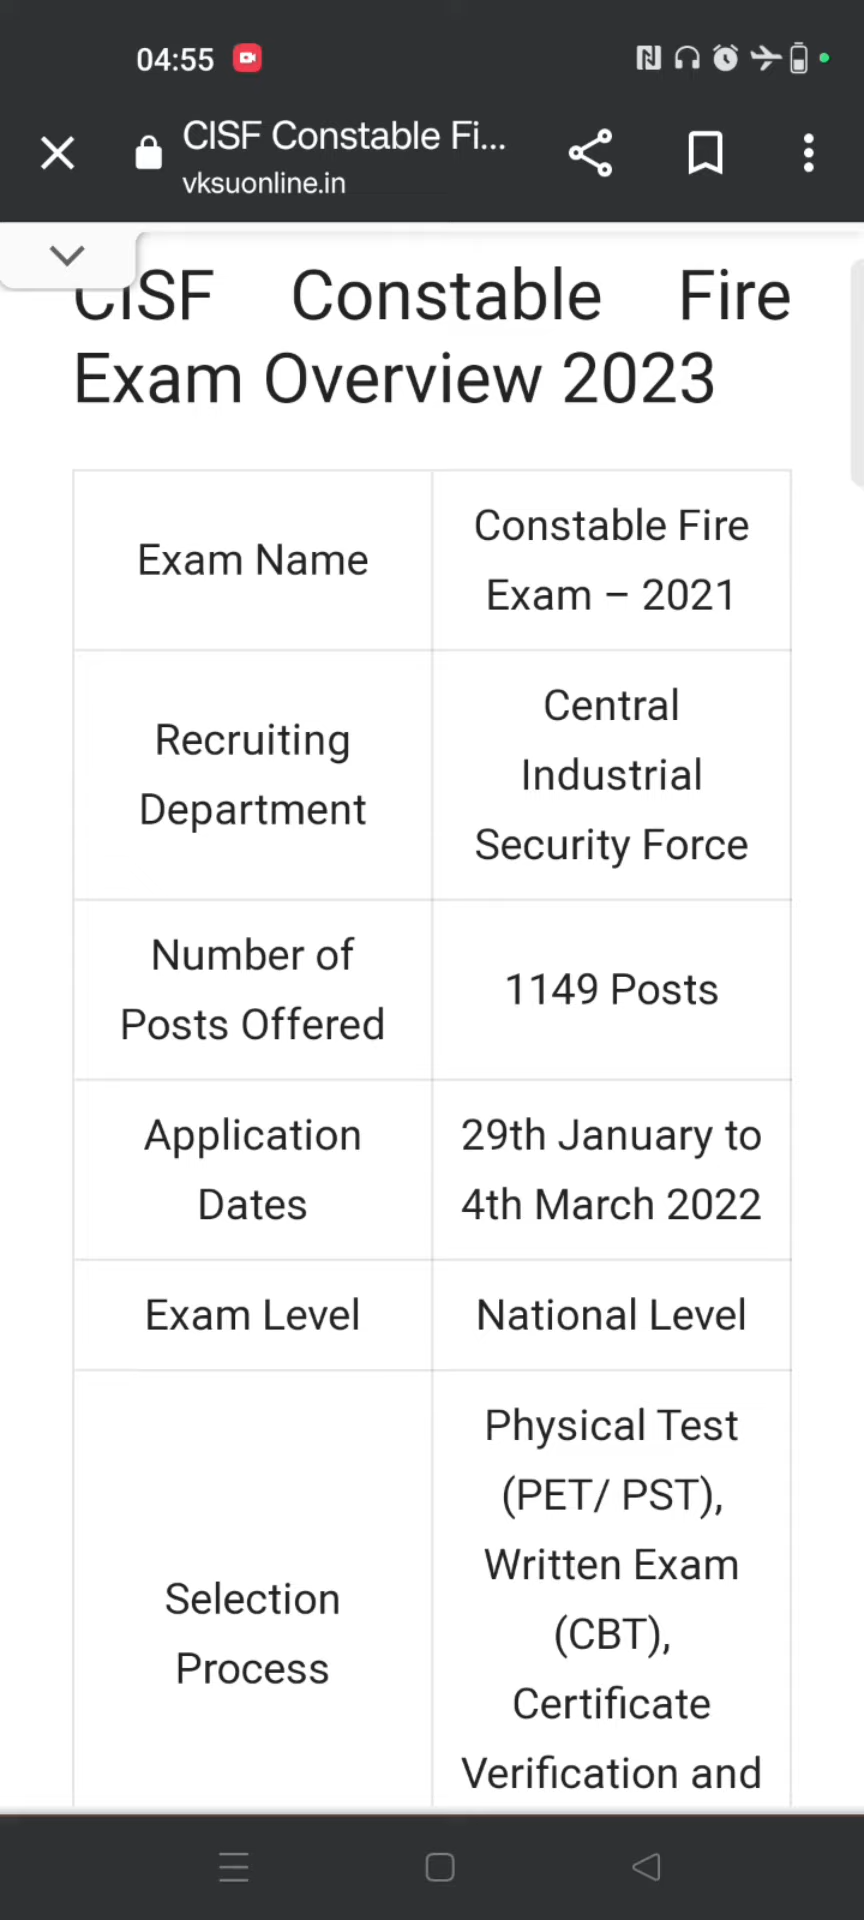 04:55
CISF Constable Fi...
vksuonline.in
CISF Constable Fire
Exam Overview 2023
Exam Name
Constable Fire
Exam – 2021
Recruiting
Department
Central
Industrial
Security Force
Number of
Posts Offered
1149 Posts
Application
Dates
29th January to
4th March 2022
Exam Level
National Level
Selection
Process
Physical Test
(PET/ PST),
Written Exam
(CBT),
Certificate
Verification and